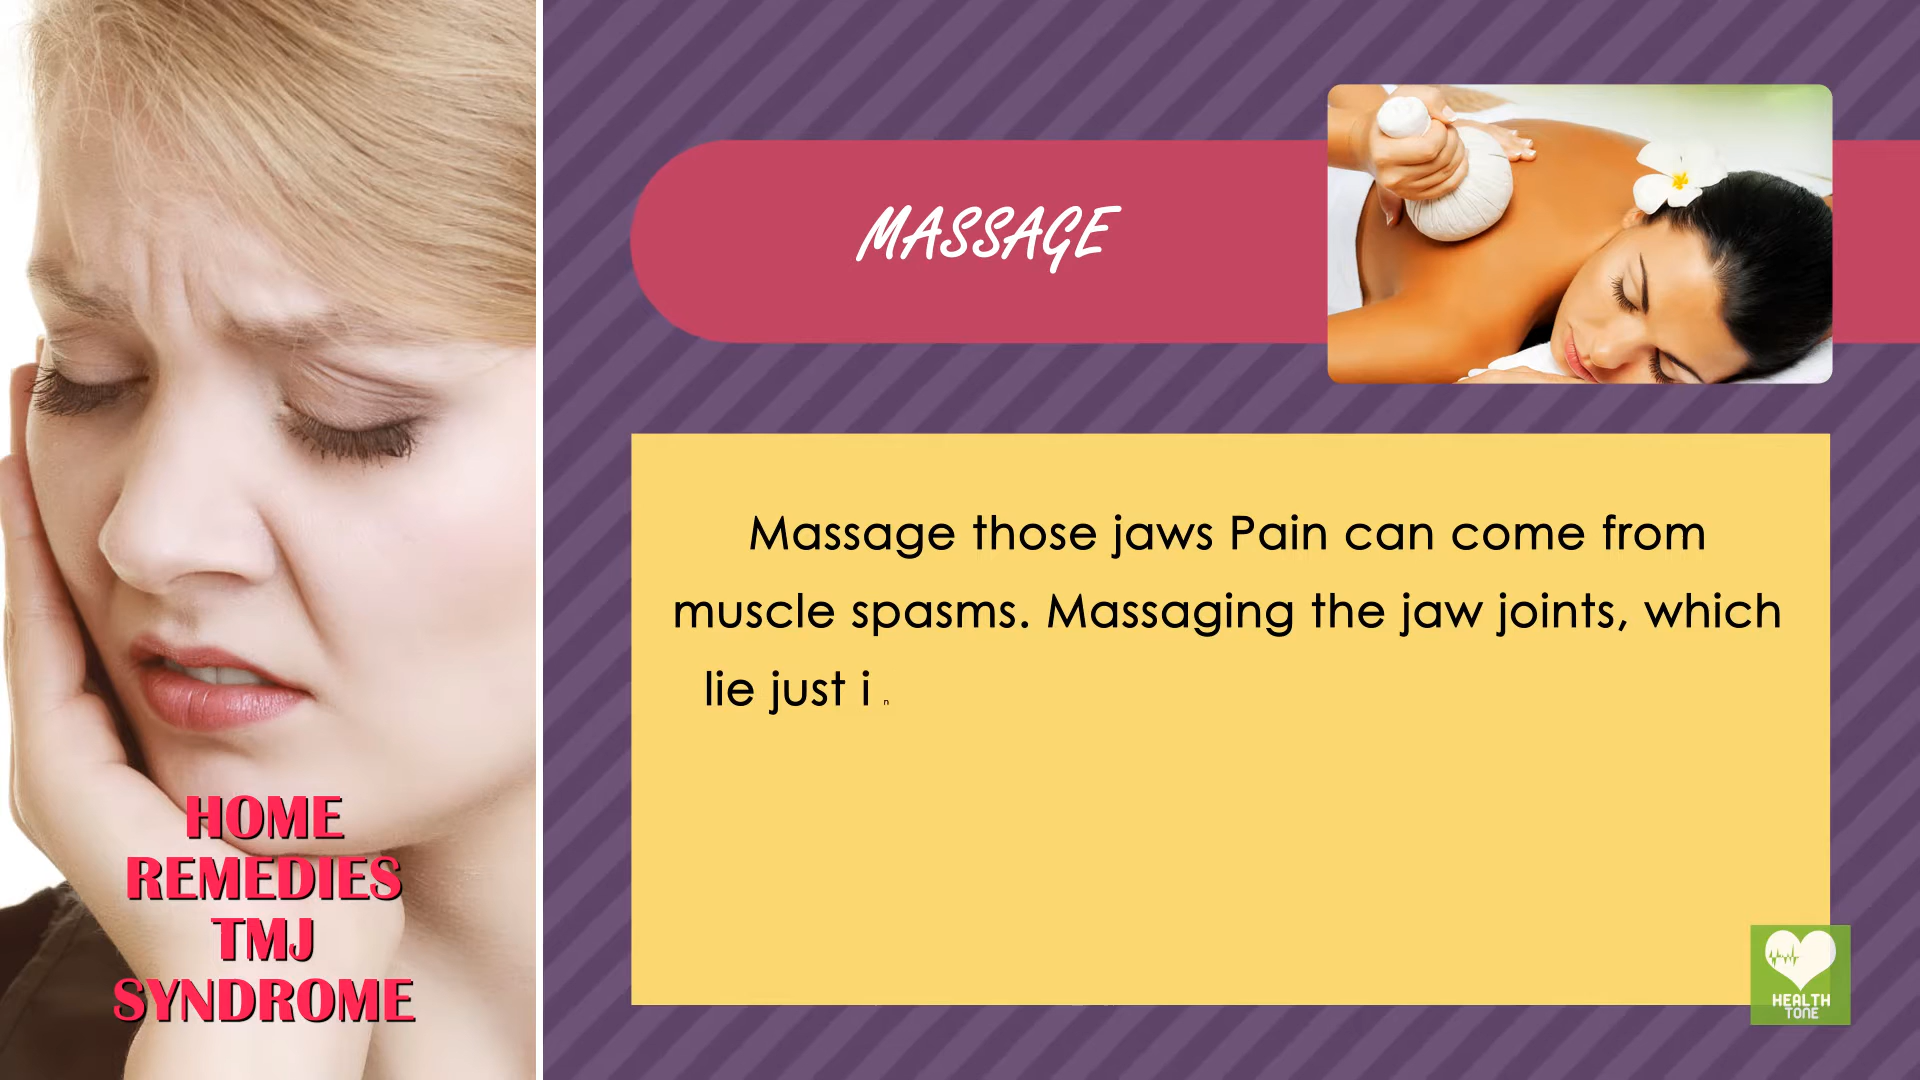 MASSAGE
Massage those jaws Pain can come from
muscle spasms. Massaging the jaw joints, which
lie just in
HOME
REMEDIES
TMJ
SYNDROME
HEALTH
TONE